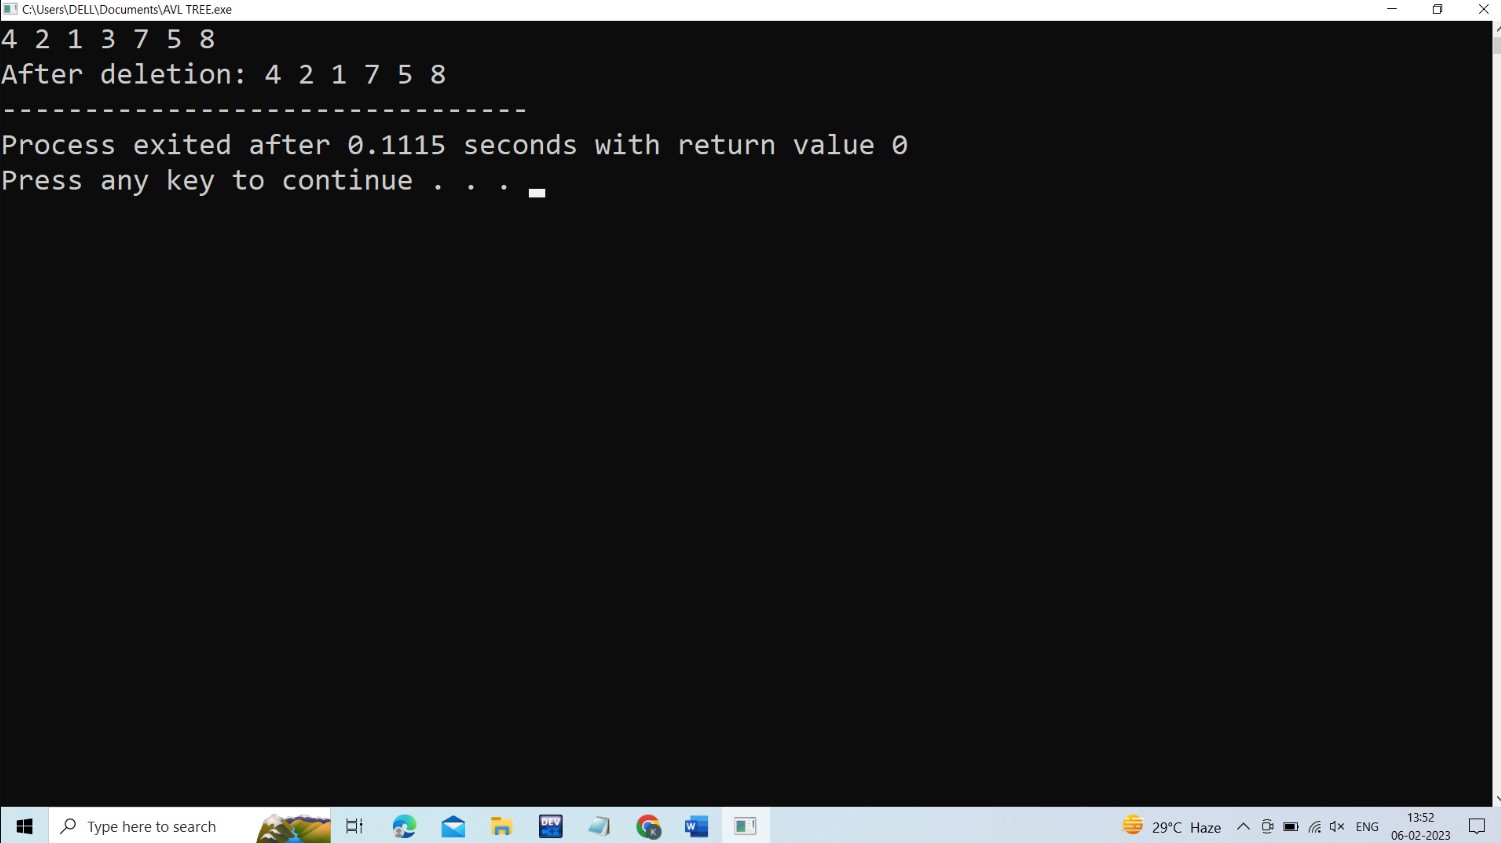 C:\Users\DELL\Documents\AVL TREE.exe
4 2 1 3 7 5 8
After deletion: 4 2 1 7 5 8
--------------------------------
Process exited after 0.1115 seconds with return value 0
Press any key to continue . . .
Type here to search
DEV
K
W
29°C Haze
ENG
13:52
06-02-2023